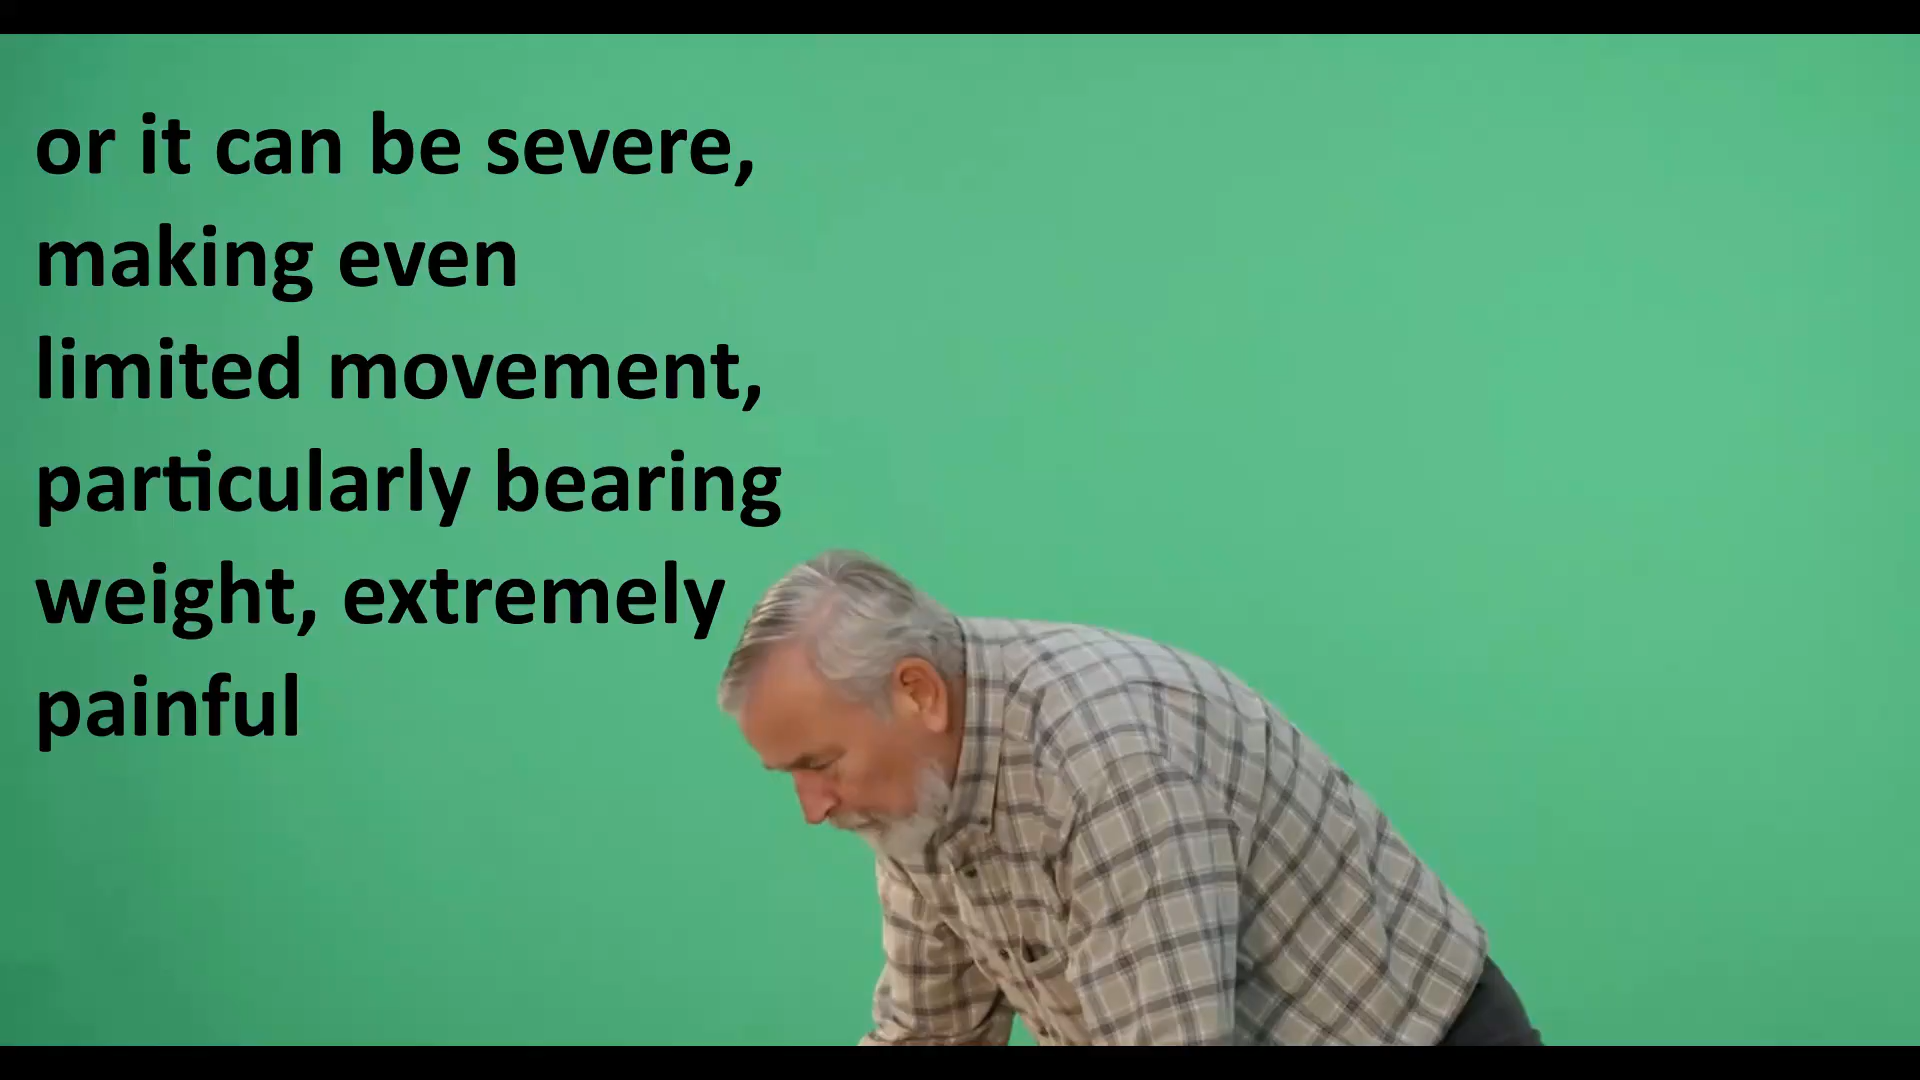 or it can be severe,
making even
limited movement,
particularly bearing
weight, extremely
painful